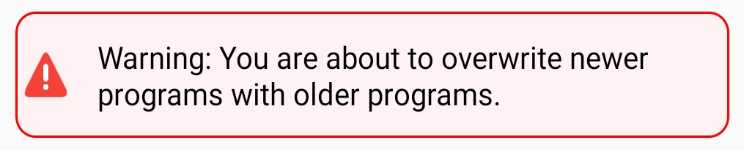 Warning: You are about to overwrite newer
programs with older programs.